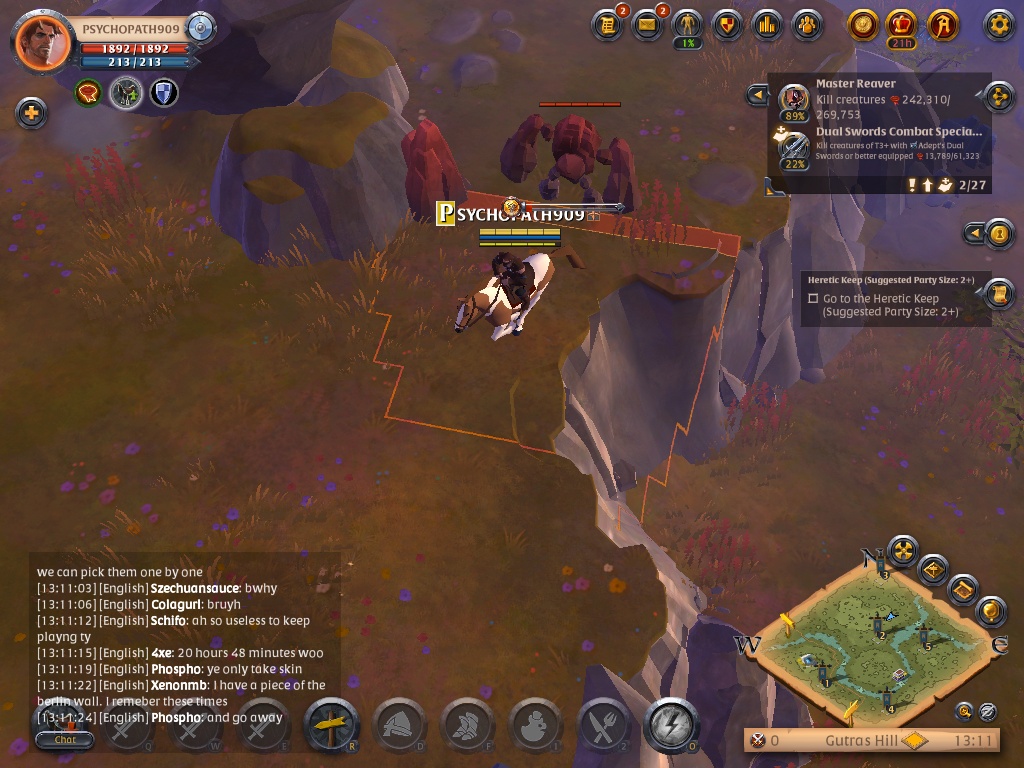 PSYCHOPATH909
1892 / 1892
213 / 213
2
2
1%
21h
Master Reaver
Kill creatures 242,310/
269,753
89%
Dual Swords Combat Specia...
Kill creatures of T3+ with Adept's Dual
Swords or better equipped 13,789/61,323
22%
2/27
PSYCHOPATH909
Heretic Keep (Suggested Party Size: 2+)
Go to the Heretic Keep
(Suggested Party Size: 2+)
we can pick them one by one
[13:11:03] [English] Szechuansauce: bwhy
[13:11:06] [English] Colagurl: bruyh
[13:11:12] [English] Schifo: ah so useless to keep
playng ty
[13:11:15] [English] 4xe: 20 hours 48 minutes woo
[13:11:19] [English] Phospho: ye only take skin
[13:11:22] [English] Xenonmb: I have a piece of the
berlin wall. I remeber these times
[13:11:24] [English] Phospho: and go away
Chat
Q
W
E
R
D
F
1
2
O
N
W
E
3
2
5
1
4
0
Gutras Hill
13:11